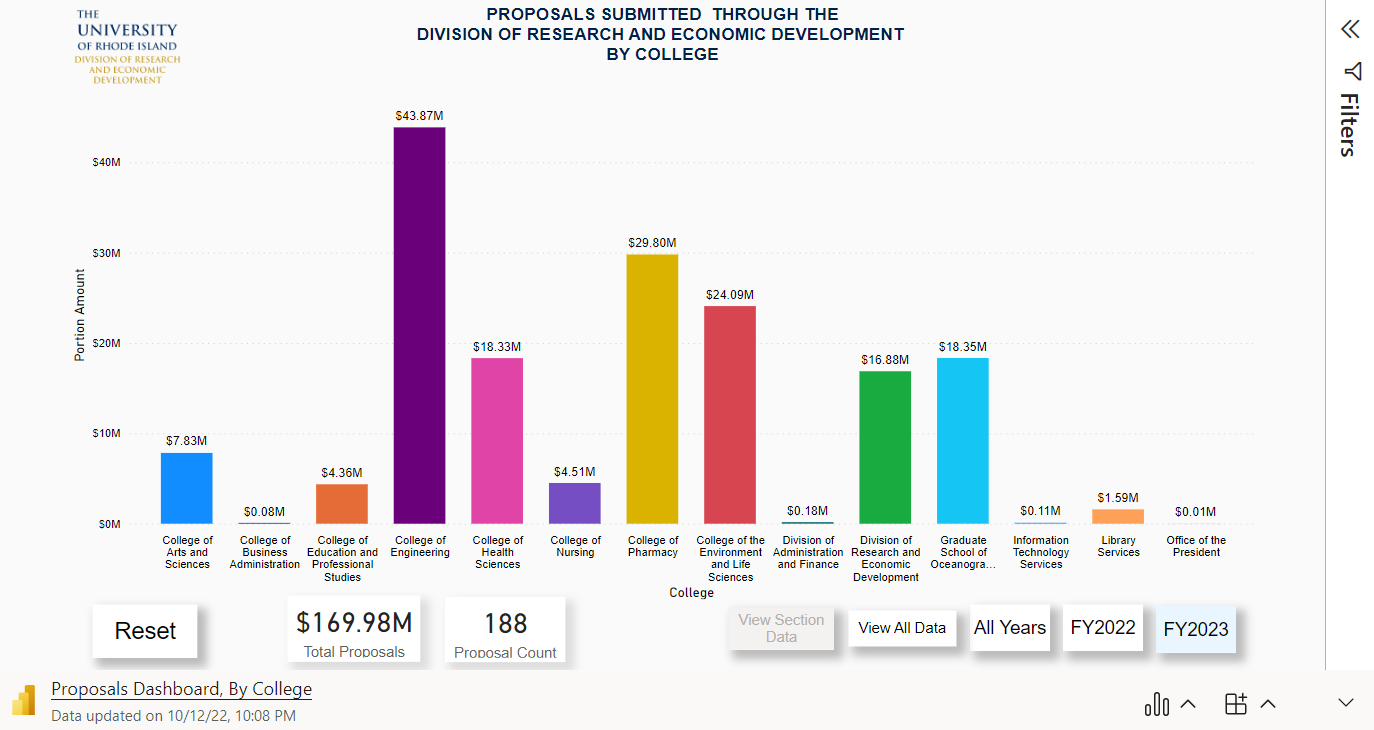 THE
UNIVERSITY
OF RHODE ISLAND
DIVISION OF RESEARCH
AND ECONOMIC
DEVELOPMENT
PROPOSALS SUBMITTED THROUGH THE
DIVISION OF RESEARCH AND ECONOMIC DEVELOPMENT
BY COLLEGE
Filters
Portion Amount
$40M
$30M
$20M
$10M
$0M
$7.83M
$0.08M
$4.36M
$43.87M
$18.33M
$4.51M
$29.80M
$24.09M
$0.18M
$16.88M
$18.35M
$0.11M
$1.59M
$0.01M
College of
Arts and
Sciences
College of
Business
Administration
College of
Education and
Professional
Studies
College of
Engineering
College of
Health
Sciences
College of
Nursing
College of
Pharmacy
College of the
Environment
and Life
Sciences
Division of
Administration
and Finance
Division of
Research and
Economic
Development
Graduate
School of
Oceanogra...
Information
Technology
Services
Library
Services
Office of the
President
College
Reset
$169.98M
Total Proposals
188
Proposal Count
View Section
Data
View All Data
All Years
FY2022
FY2023
Proposals Dashboard, By College
Data updated on 10/12/22, 10:08 PM